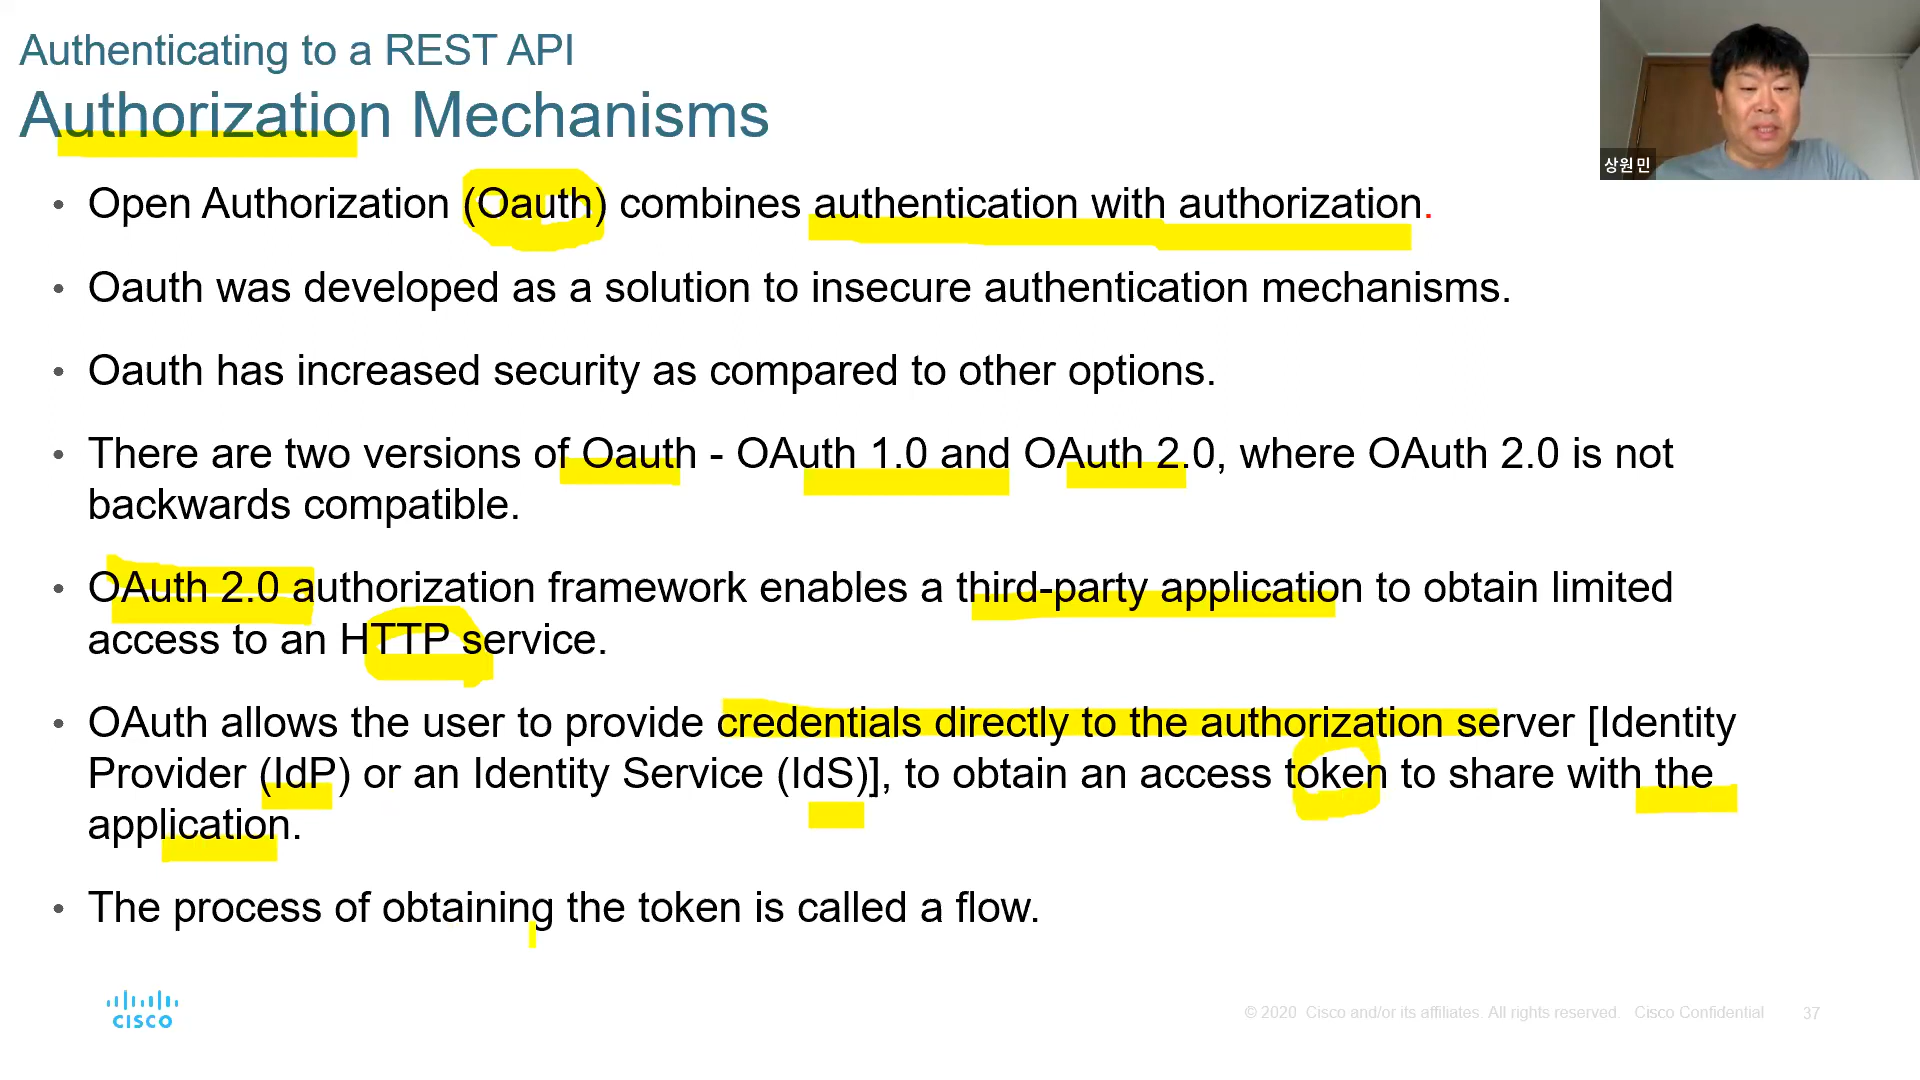 Authenticating to a REST API
Authorization Mechanisms
상원 민
• Open Authorization (Oauth) combines authentication with authorization.
• Oauth was developed as a solution to insecure authentication mechanisms.
• Oauth has increased security as compared to other options.
• There are two versions of Oauth - OAuth 1.0 and OAuth 2.0, where OAuth 2.0 is not
backwards compatible.
• OAuth 2.0 authorization framework enables a third-party application to obtain limited
access to an HTTP service.
• OAuth allows the user to provide credentials directly to the authorization server [Identity
Provider (IdP) or an Identity Service (IdS)], to obtain an access token to share with the
application.
• The process of obtaining the token is called a flow.
CISCO
© 2020 Cisco and/or its affiliates. All rights reserved. Cisco Confidential 37